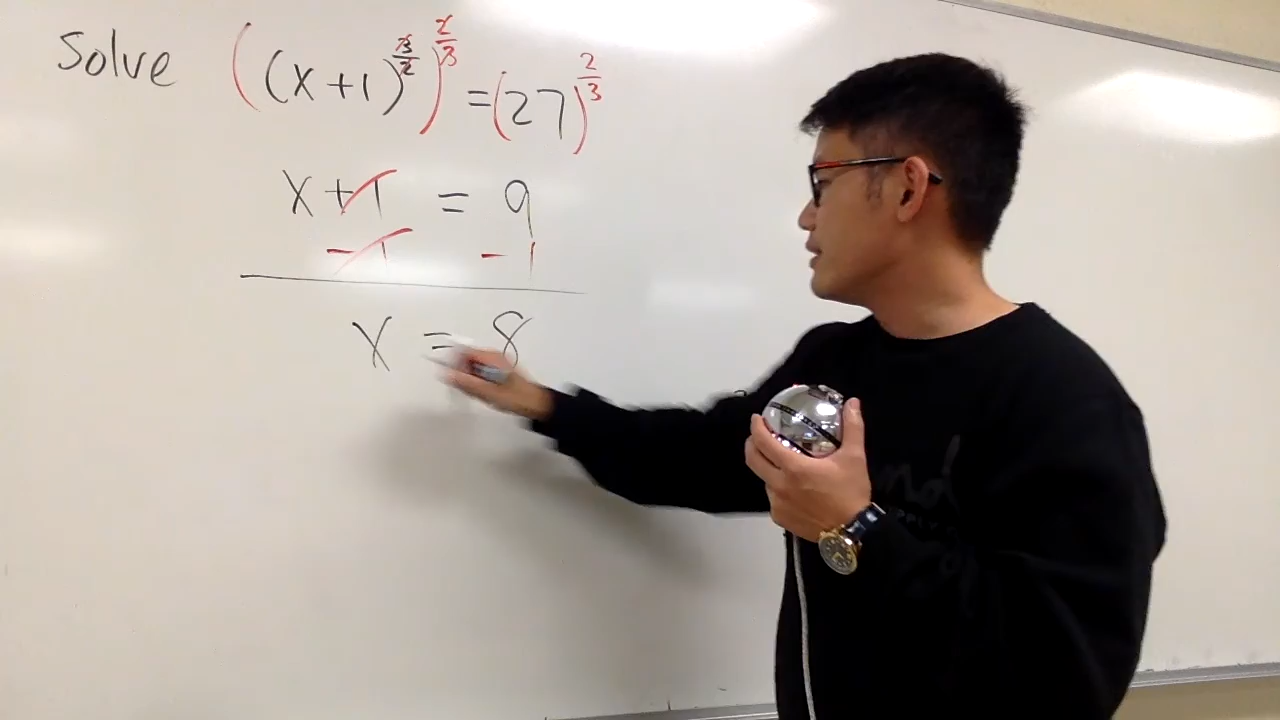 Solve ((x+1)^(3/2))^(2/3) = (27)^(2/3)
x+1 = 9
-1 -1
x = 8